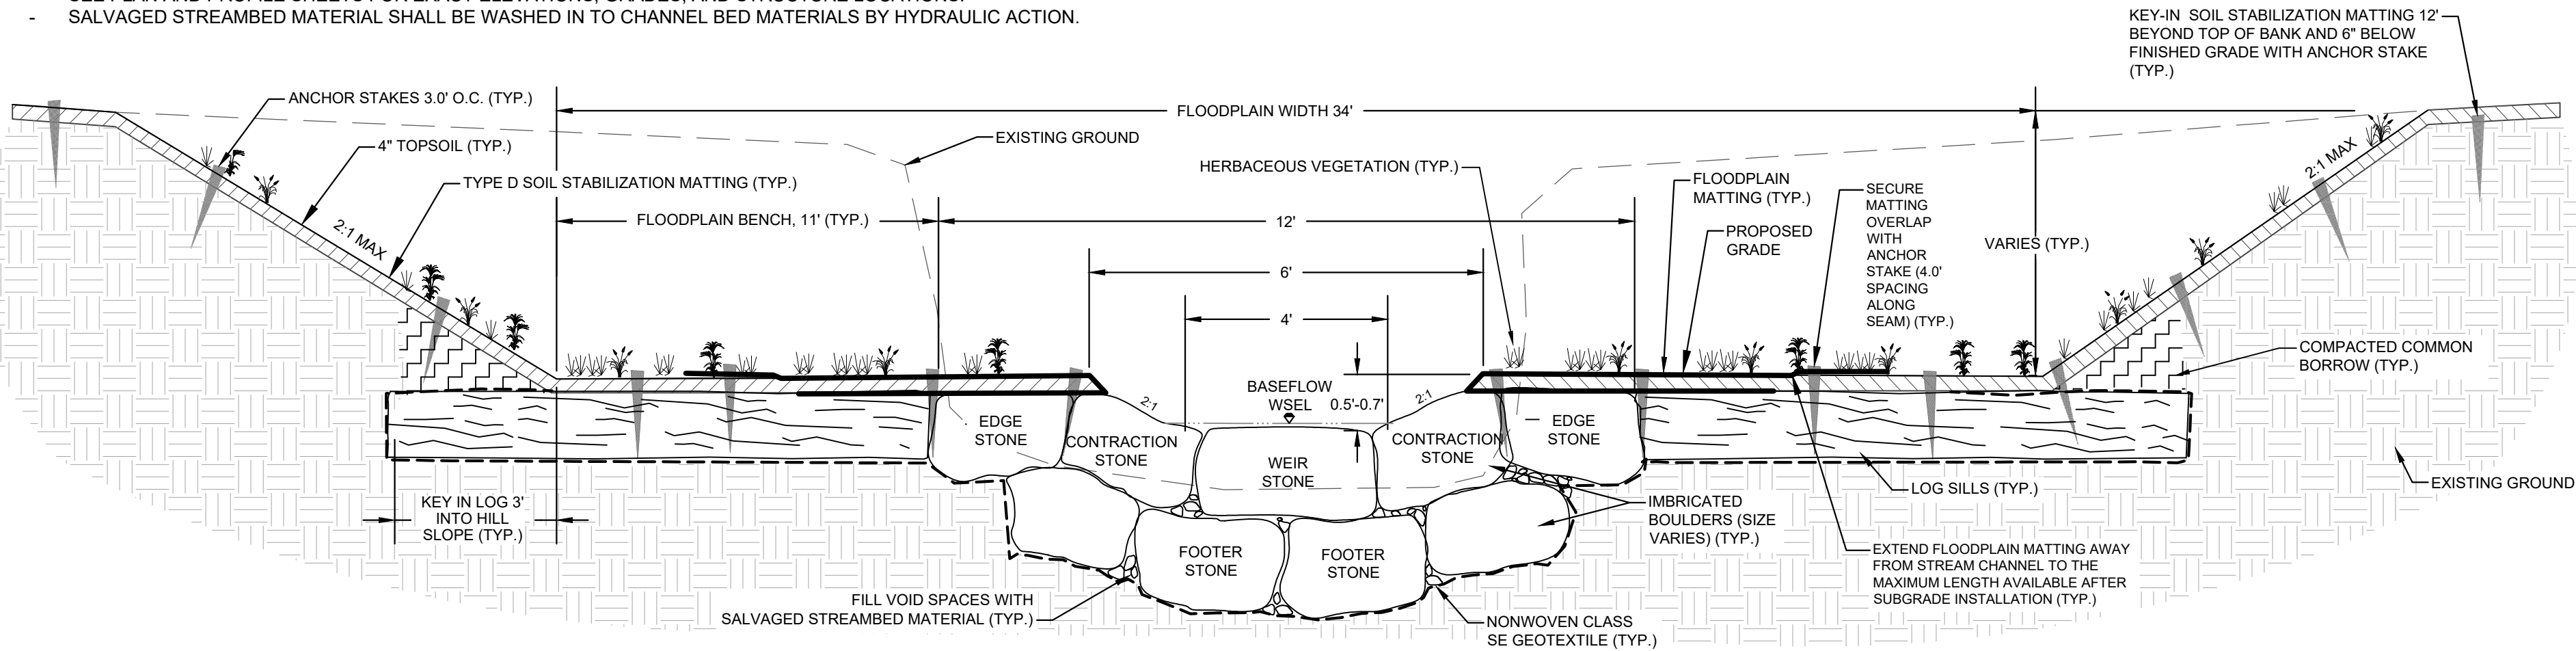 - SALVAGED STREAMBED MATERIAL SHALL BE WASHED IN TO CHANNEL BED MATERIALS BY HYDRAULIC ACTION.
KEY-IN SOIL STABILIZATION MATTING 12'
BEYOND TOP OF BANK AND 6" BELOW
FINISHED GRADE WITH ANCHOR STAKE
(TYP.)
ANCHOR STAKES 3.0' O.C. (TYP.)
FLOODPLAIN WIDTH 34'
EXISTING GROUND
4" TOPSOIL (TYP.)
HERBACEOUS VEGETATION (TYP.)
TYPE D SOIL STABILIZATION MATTING (TYP.)
FLOODPLAIN
MATTING (TYP.)
SECURE
MATTING
OVERLAP
WITH
ANCHOR
STAKE (4.0'
SPACING
ALONG
SEAM) (TYP.)
2:1 MAX
2:1 MAX
FLOODPLAIN BENCH, 11' (TYP.)
12'
PROPOSED
GRADE
VARIES (TYP.)
6'
4'
COMPACTED COMMON
BORROW (TYP.)
BASEFLOW
WSEL
0.5'-0.7'
2:1
2:1
EDGE
STONE
CONTRACTION
STONE
WEIR
STONE
CONTRACTION
STONE
EDGE
STONE
KEY IN LOG 3'
INTO HILL
SLOPE (TYP.)
LOG SILLS (TYP.)
EXISTING GROUND
IMBRICATED
BOULDERS (SIZE
VARIES) (TYP.)
FOOTER
STONE
FOOTER
STONE
EXTEND FLOODPLAIN MATTING AWAY
FROM STREAM CHANNEL TO THE
MAXIMUM LENGTH AVAILABLE AFTER
SUBGRADE INSTALLATION (TYP.)
FILL VOID SPACES WITH
SALVAGED STREAMBED MATERIAL (TYP.)
NONWOVEN CLASS
SE GEOTEXTILE (TYP.)